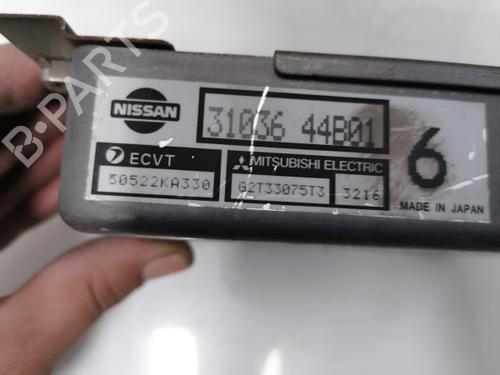 NISSAN
31036 44B01
6
ECVT
MITSUBISHI ELECTRIC
30522KA330
G2T33075T3
3216
MADE IN JAPAN
B-PARTS